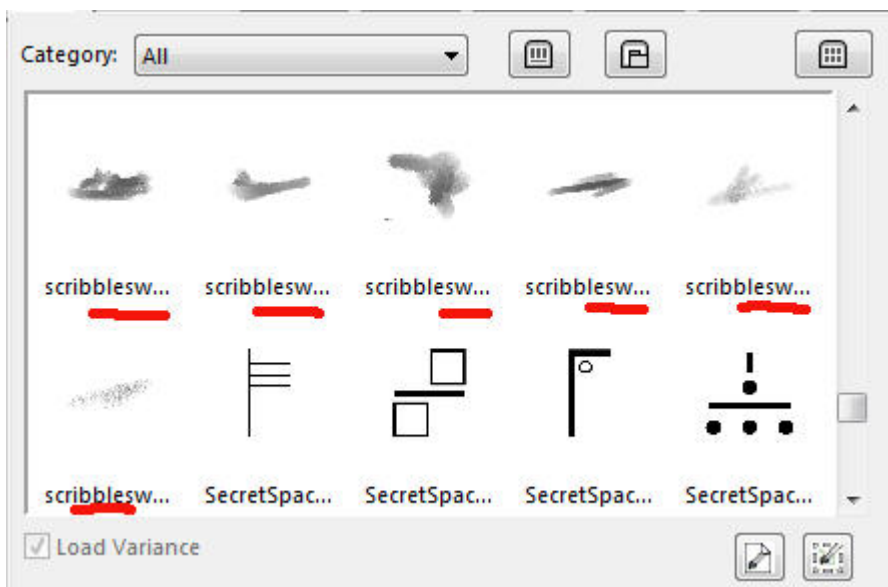 Category: All
scribblesw... scribblesw... scribblesw... scribblesw... scribblesw...
scribblesw... SecretSpac... SecretSpac... SecretSpac... SecretSpac...
Load Variance